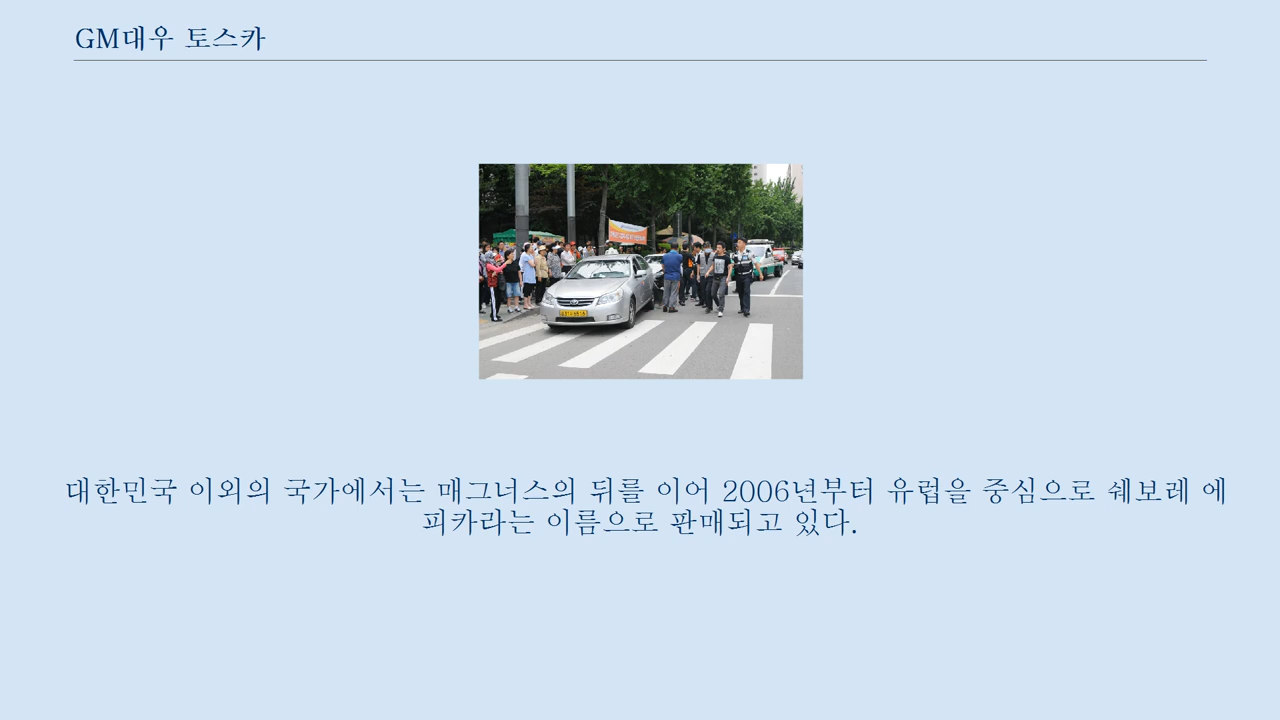 GM대우 토스카
대한민국 이외의 국가에서는 매그너스의 뒤를 이어 2006년부터 유럽을 중심으로 쉐보레 에
피카라는 이름으로 판매되고 있다.